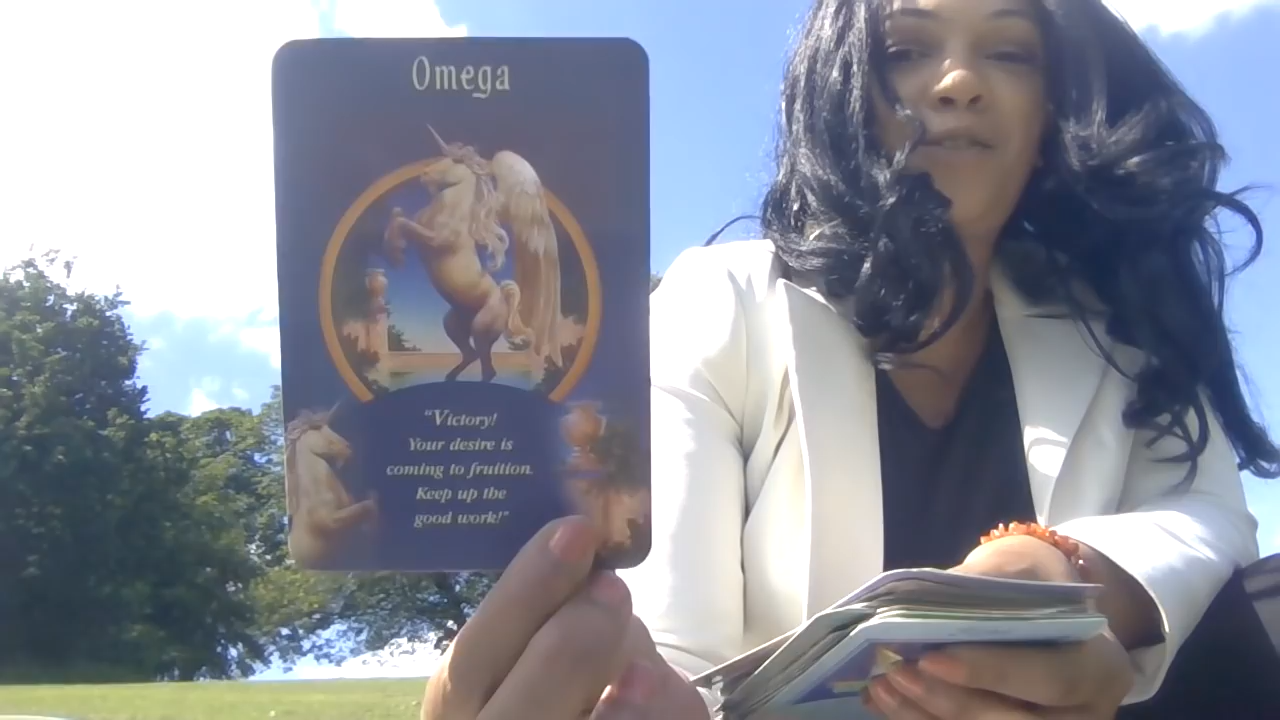 Omega
"Victory!
Your desire is
coming to fruition.
Keep up the
good work!"